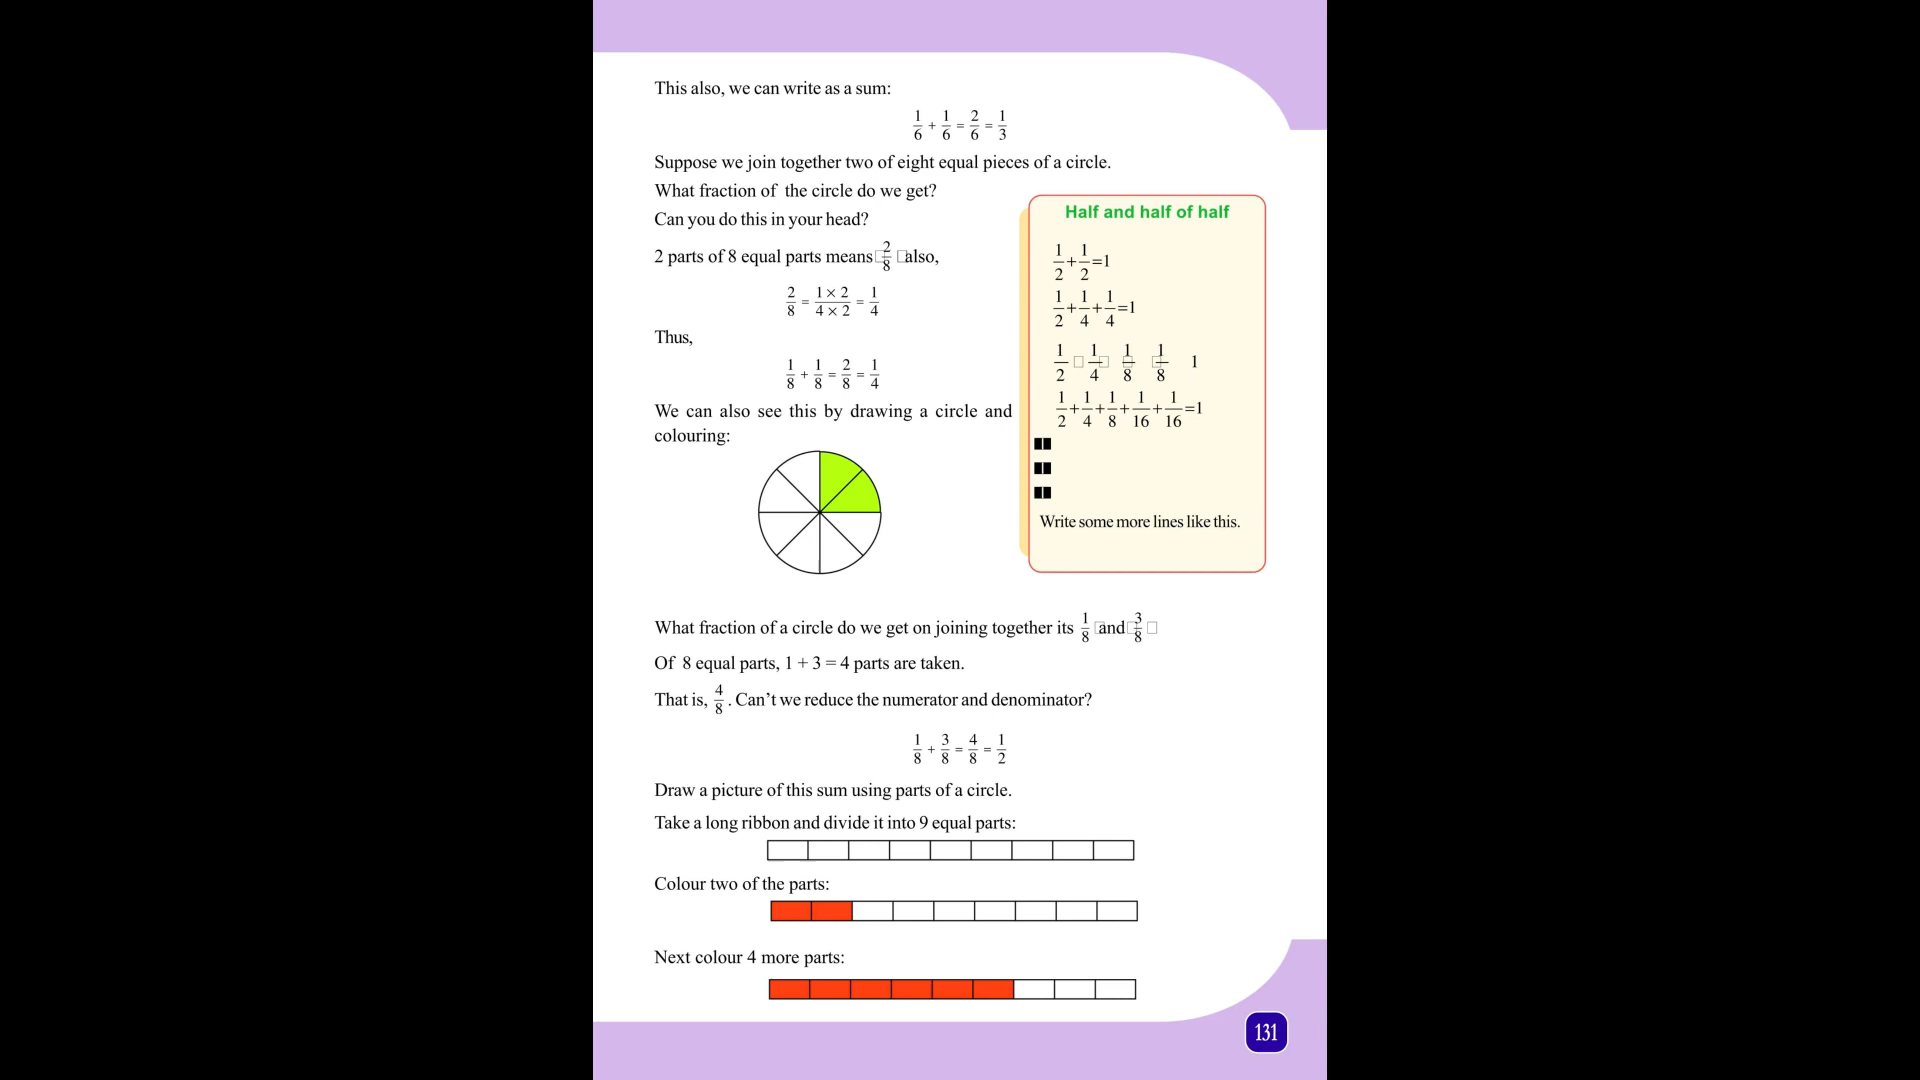 This also, we can write as a sum:
1/6 + 1/6 = 2/6 = 1/3
Suppose we join together two of eight equal pieces of a circle.
What fraction of the circle do we get?
Can you do this in your head?
2 parts of 8 equal parts means 2/8 also,
2/8 = 1 × 2/4 × 2 = 1/4
Thus,
1/8 + 1/8 = 2/8 = 1/4
We can also see this by drawing a circle and
colouring:
Half and half of half
1/2 + 1/2 = 1
1/2 + 1/4 + 1/4 = 1
1/2 1/4 1/8 1/8 1
1/2 + 1/4 + 1/8 + 1/16 + 1/16 = 1
Write some more lines like this.
What fraction of a circle do we get on joining together its 1/8 and 3/8
Of 8 equal parts, 1 + 3 = 4 parts are taken.
That is, 4/8 . Can’t we reduce the numerator and denominator?
1/8 + 3/8 = 4/8 = 1/2
Draw a picture of this sum using parts of a circle.
Take a long ribbon and divide it into 9 equal parts:
Colour two of the parts:
Next colour 4 more parts:
131